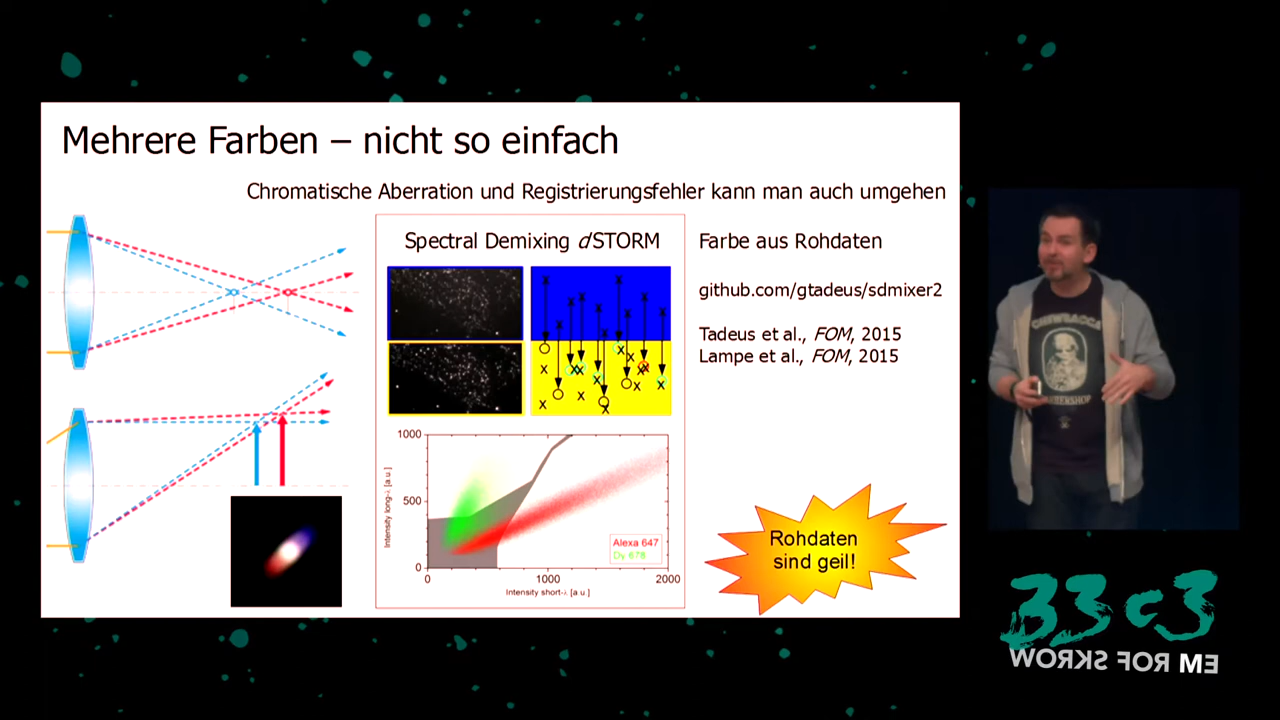 Mehrere Farben – nicht so einfach
Chromatische Aberration und Registrierungsfehler kann man auch umgehen
Spectral Demixing dSTORM
Farbe aus Rohdaten
github.com/gtadeus/sdmixer2
Tadeus et al., FOM, 2015
Lampe et al., FOM, 2015
1000
500
0
Intensity long-λ [a.u.]
Alexa 647
Dy 678
0
1000
2000
Intensity short-λ [a.u.]
Rohdaten
sind geil!
CHEWBACCA
33c3
WORKS FOR ME